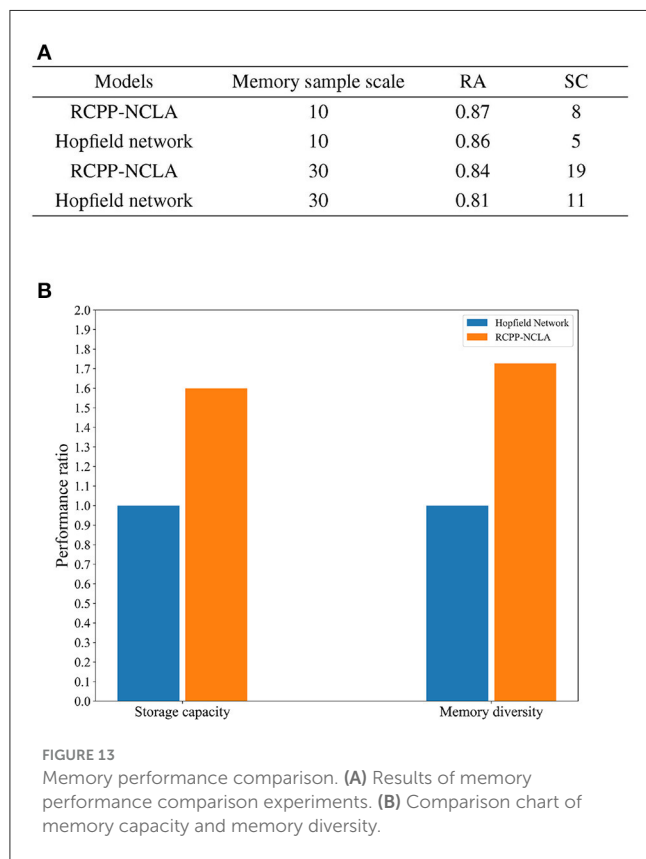 A
Models Memory sample scale RA SC
RCPP-NCLA 10 0.87 8
Hopfield network 10 0.86 5
RCPP-NCLA 30 0.84 19
Hopfield network 30 0.81 11
B
2.0
1.9
1.8
1.7
1.6
1.5
1.4
1.3
1.2
1.1
1.0
0.9
0.8
0.7
0.6
0.5
0.4
0.3
0.2
0.1
0.0
Performance ratio
Hopfield Network
RCPP-NCLA
Storage capacity Memory diversity
FIGURE 13
Memory performance comparison. (A) Results of memory
performance comparison experiments. (B) Comparison chart of
memory capacity and memory diversity.